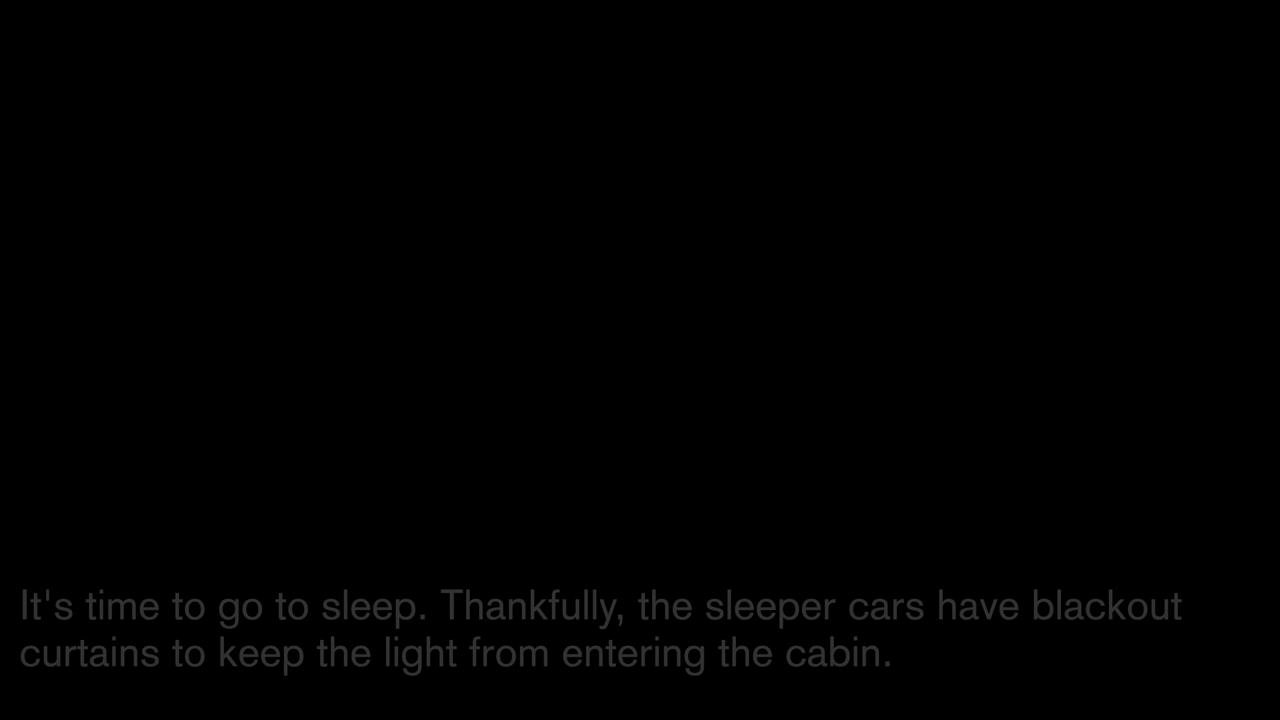 It's time to go to sleep. Thankfully, the sleeper cars have blackout
curtains to keep the light from entering the cabin.